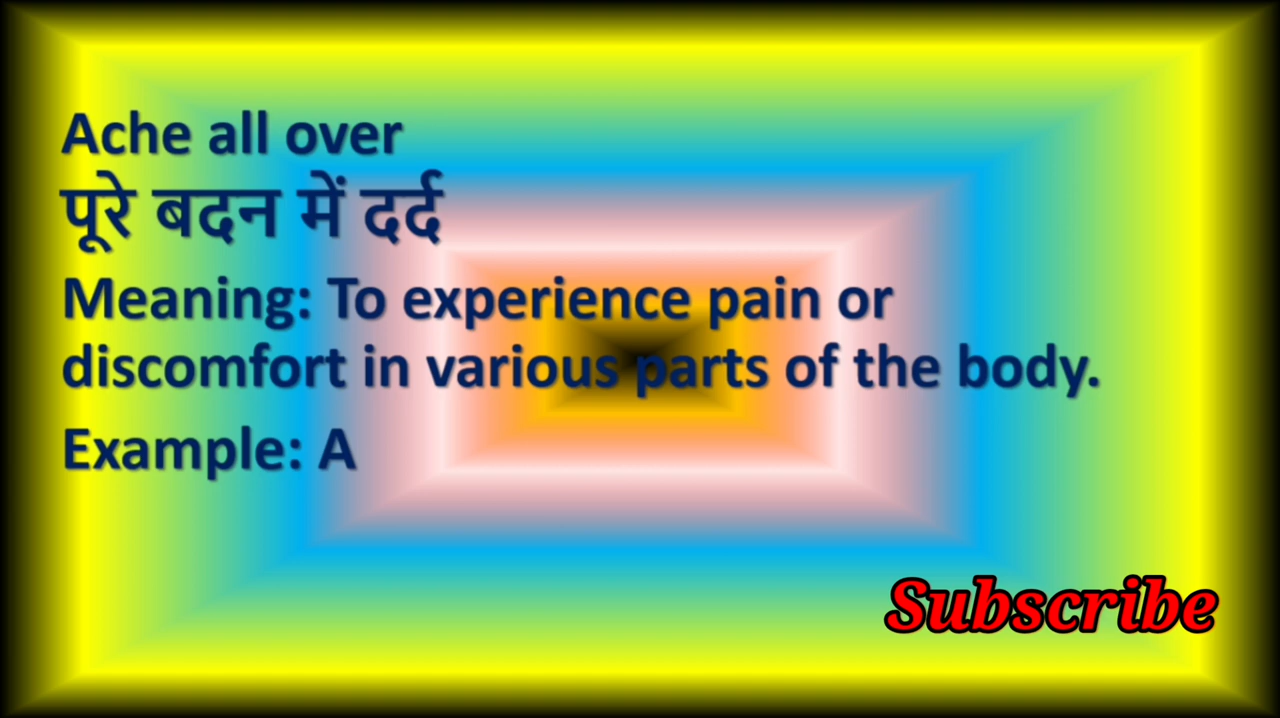 Ache all over
पूरे बदन में दर्द
Meaning: To experience pain or
discomfort in various parts of the body.
Example: A
Subscribe